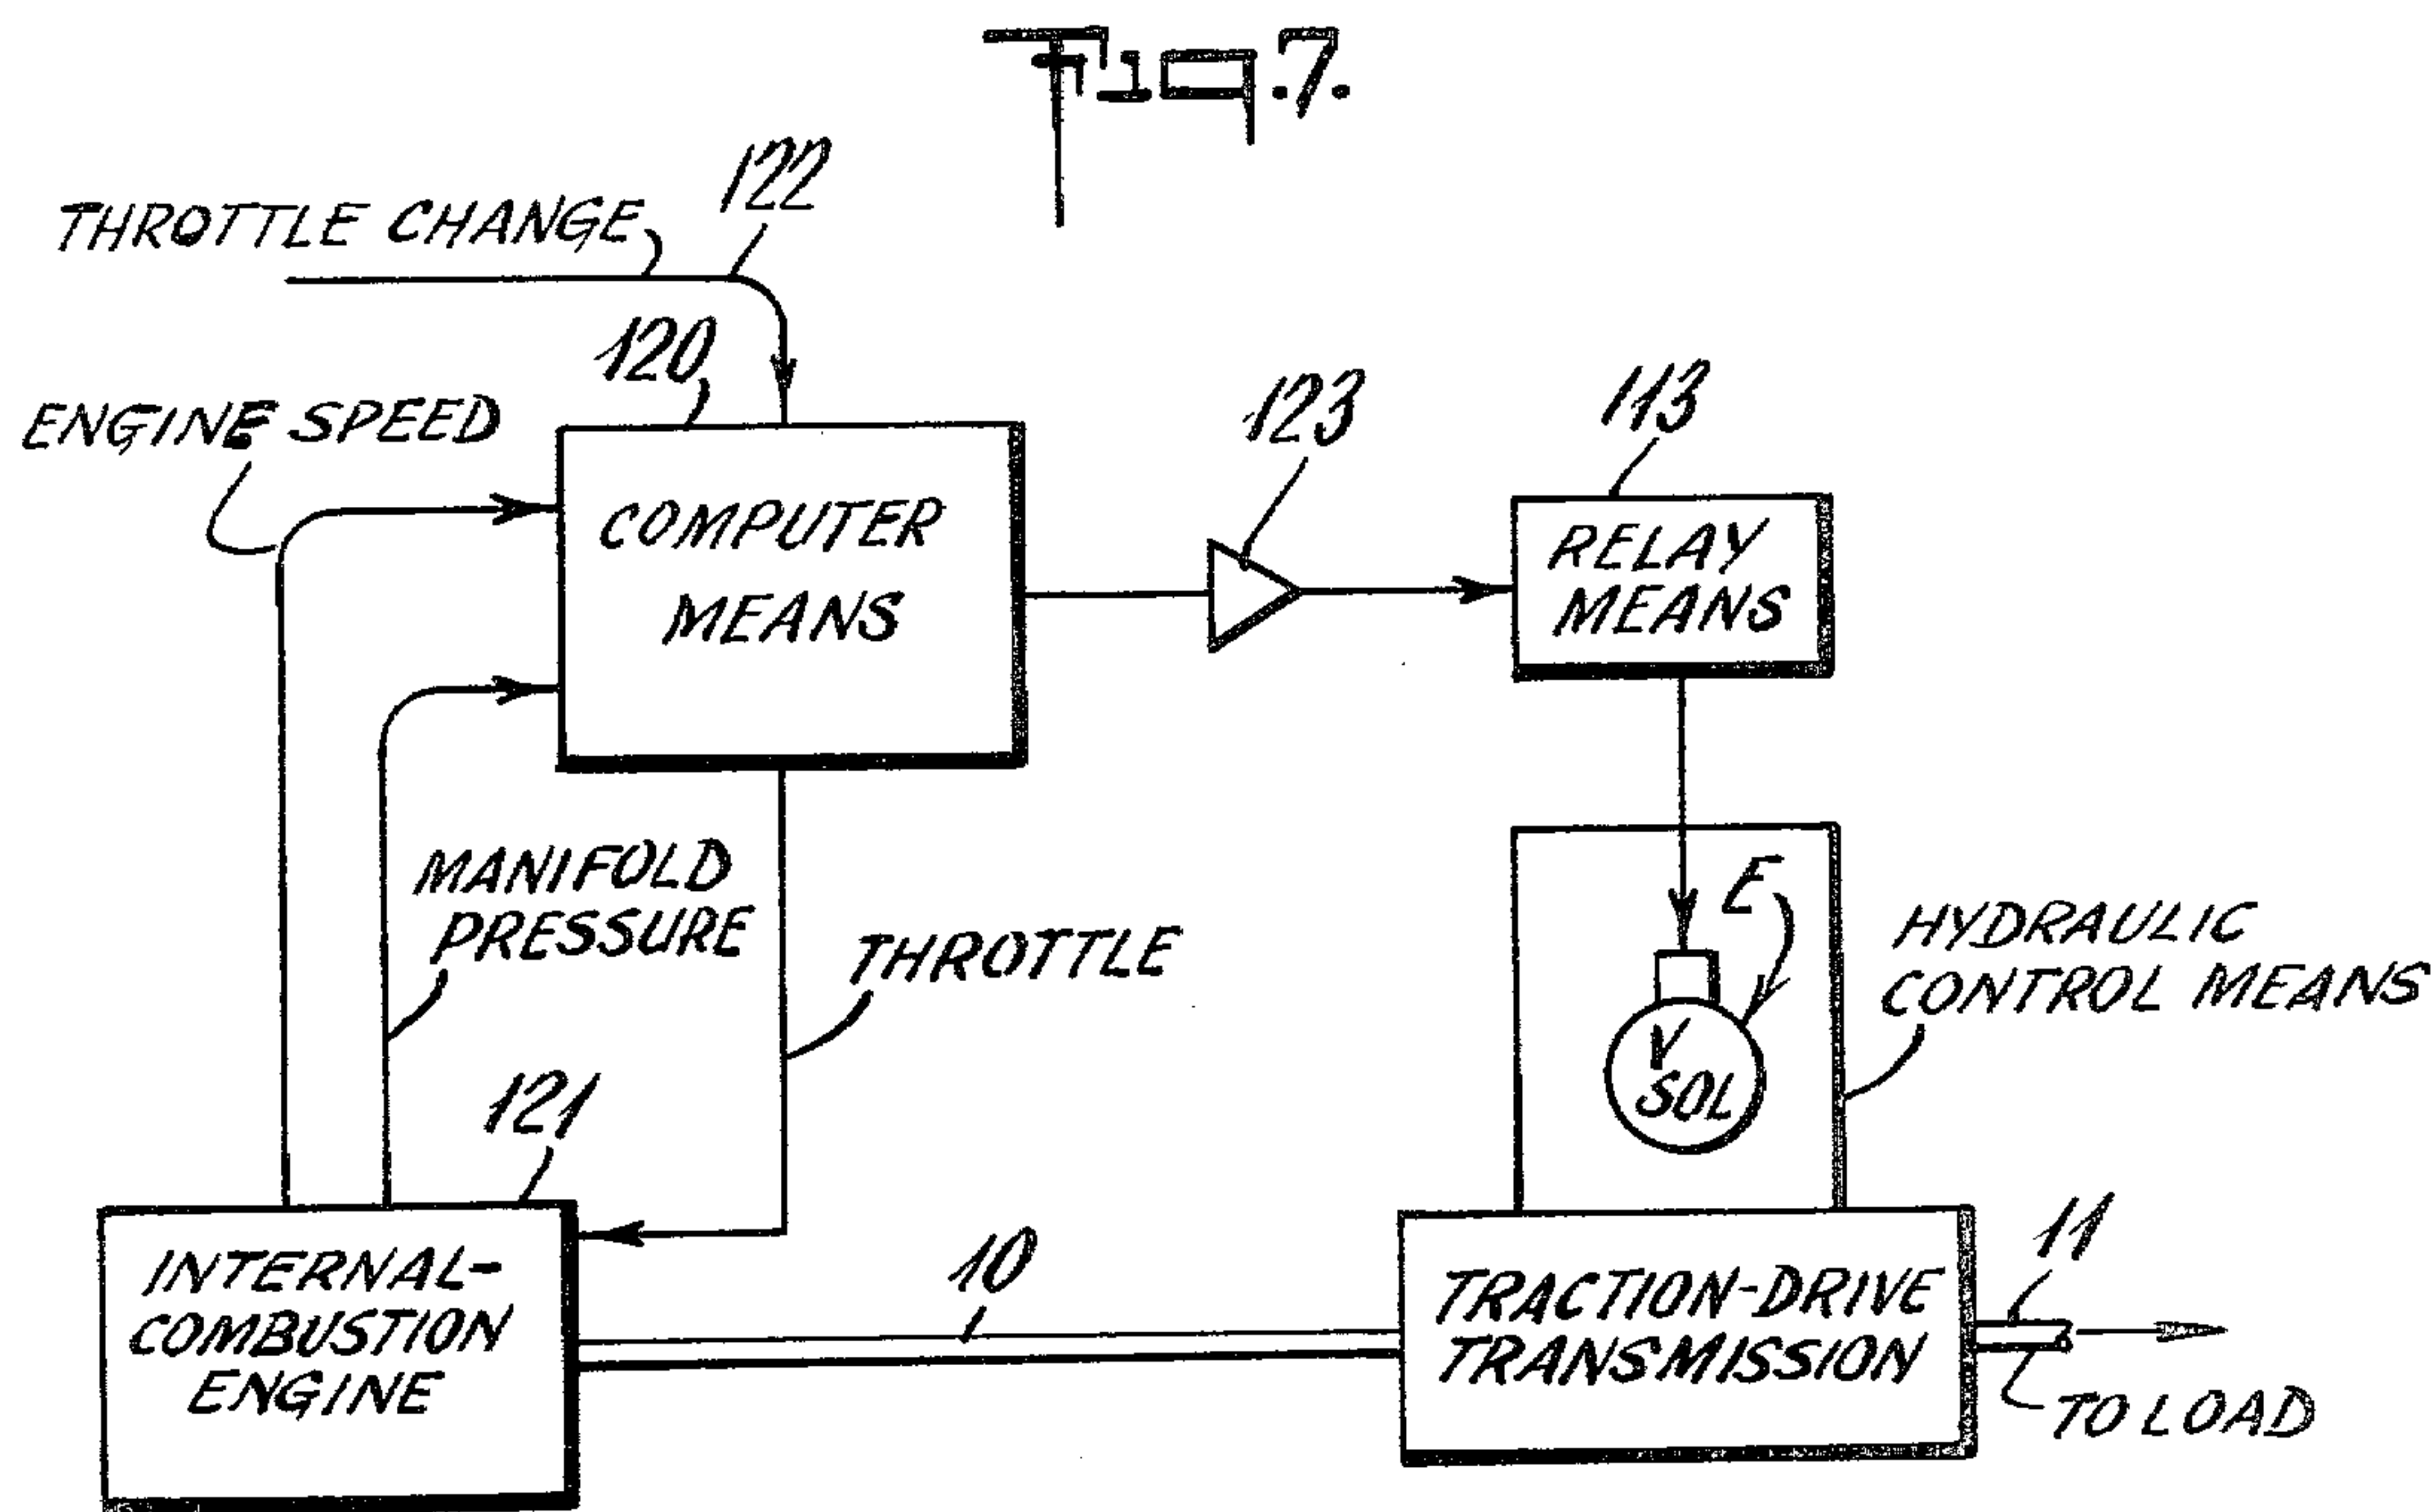 Fig.7.
THROTTLE CHANGE
122
120
ENGINE SPEED
123
113
COMPUTER
MEANS
RELAY
MEANS
MANIFOLD
PRESSURE
THROTTLE
E
HYDRAULIC
CONTROL MEANS
V
SOL
121
INTERNAL-
COMBUSTION
ENGINE
10
TRACTION-DRIVE
TRANSMISSION
11
TO LOAD